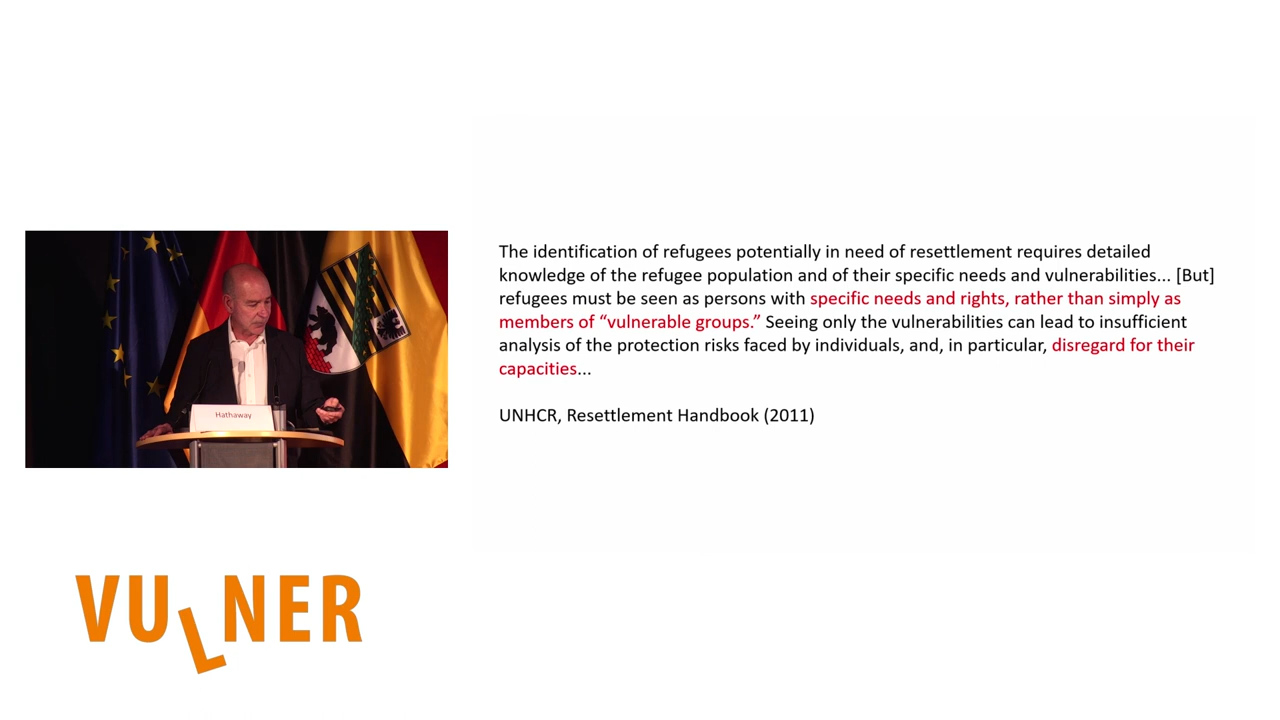 The identification of refugees potentially in need of resettlement requires detailed
knowledge of the refugee population and of their specific needs and vulnerabilities... [But]
refugees must be seen as persons with specific needs and rights, rather than simply as
members of “vulnerable groups.” Seeing only the vulnerabilities can lead to insufficient
analysis of the protection risks faced by individuals, and, in particular, disregard for their
capacities...
UNHCR, Resettlement Handbook (2011)
Hathaway
VULNER